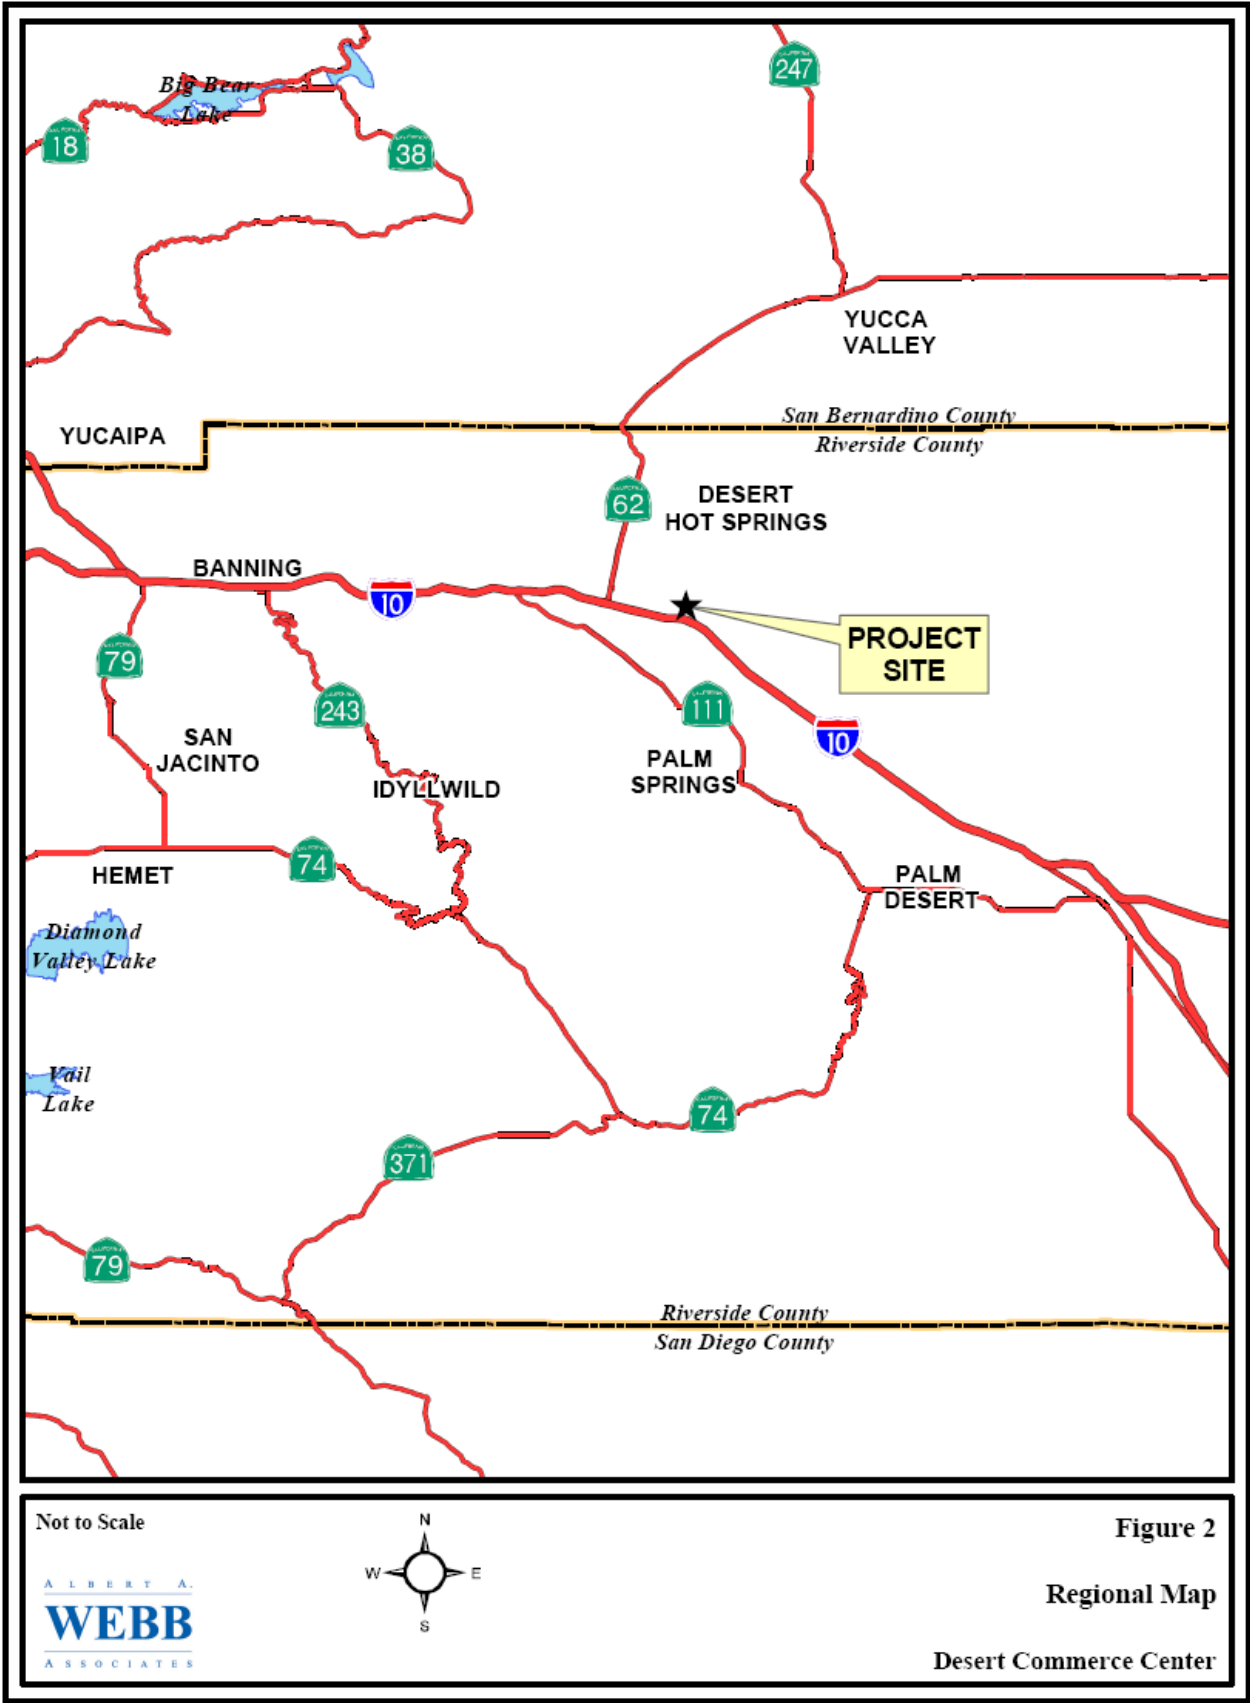 247
Big Bear
Lake
18
38
YUCCA
VALLEY
San Bernardino County
Riverside County
YUCAIPA
62
DESERT
HOT SPRINGS
BANNING
10
PROJECT
SITE
79
243
111
10
SAN
JACINTO
PALM
SPRINGS
IDYLLWILD
74
HEMET
PALM
DESERT
Diamond
Valley Lake
Vail
Lake
74
371
79
Riverside County
San Diego County
Not to Scale
N
W E
S
Figure 2
Regional Map
Desert Commerce Center
ALBERT A.
WEBB
ASSOCIATES